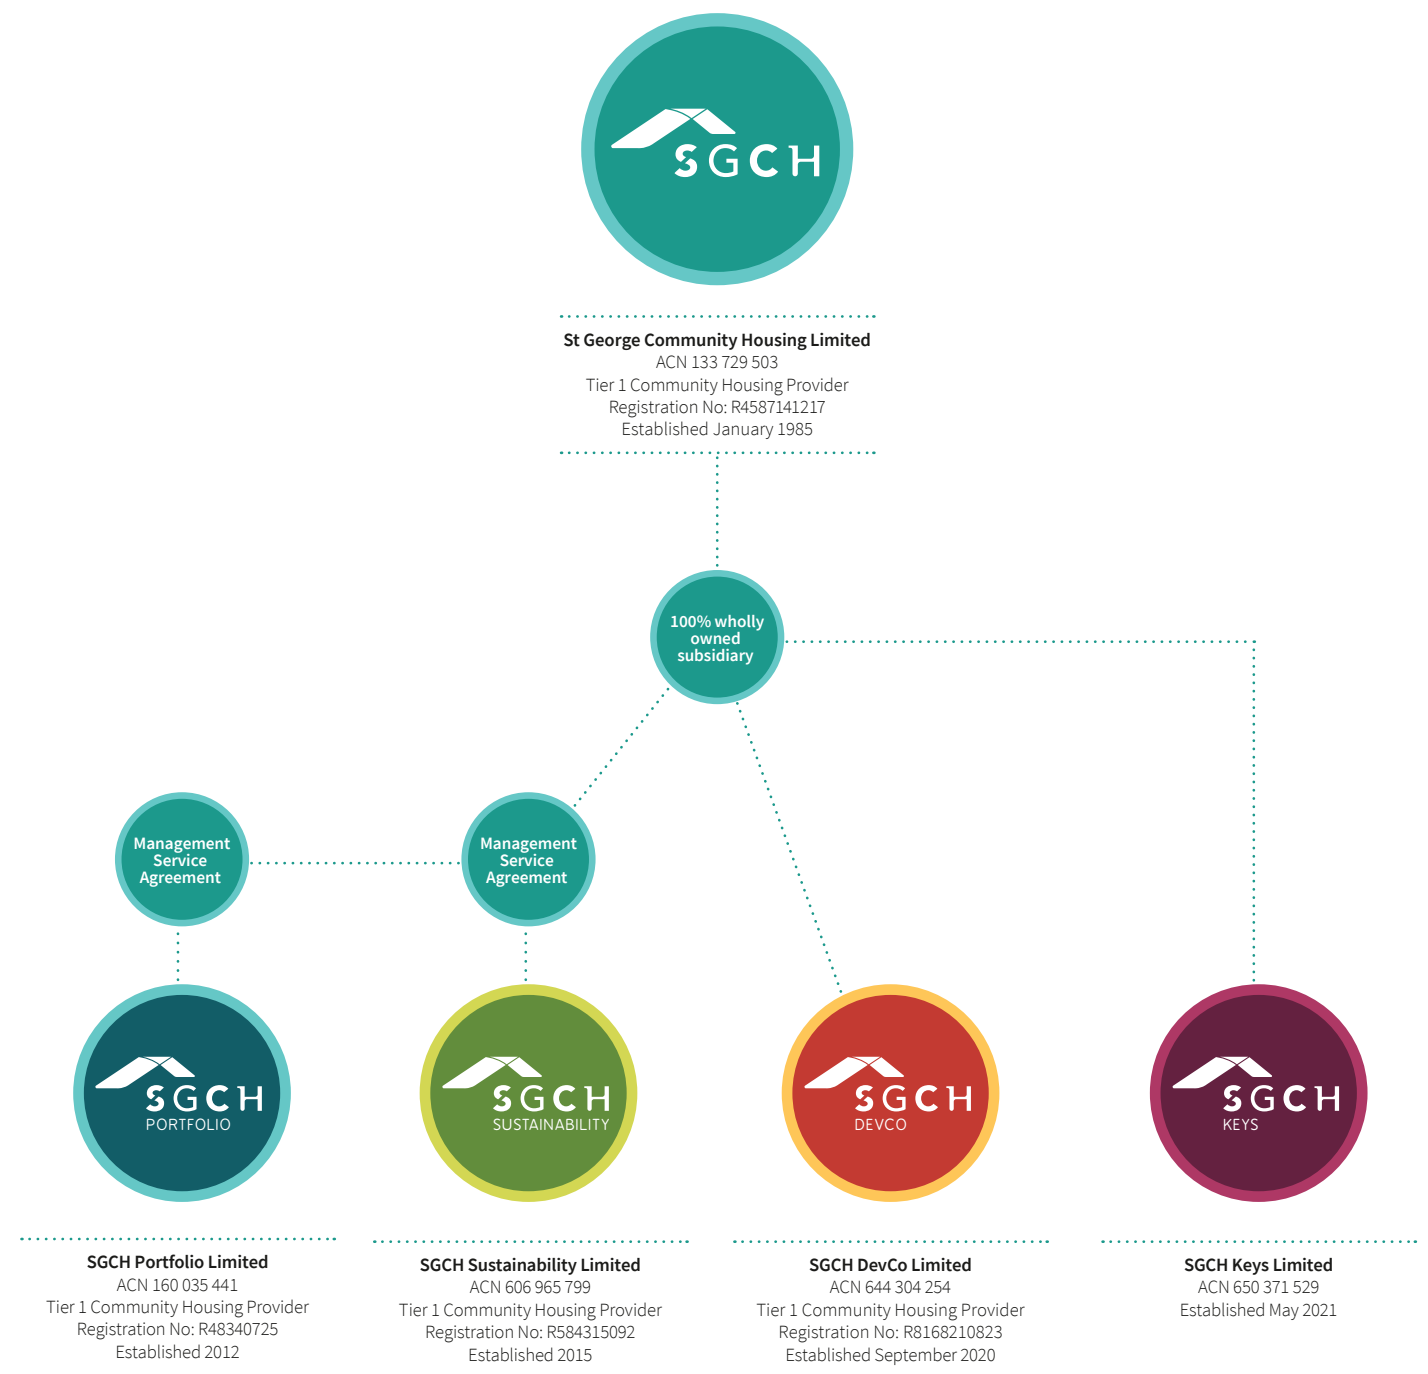 SGCH
St George Community Housing Limited
ACN 133 729 503
Tier 1 Community Housing Provider
Registration No: R4587141217
Established January 1985
100% wholly
owned
subsidiary
Management
Service
Agreement
Management
Service
Agreement
SGCH
PORTFOLIO
SGCH
SUSTAINABILITY
SGCH
DEVCO
SGCH
KEYS
SGCH Portfolio Limited
ACN 160 035 441
Tier 1 Community Housing Provider
Registration No: R48340725
Established 2012
SGCH Sustainability Limited
ACN 606 965 799
Tier 1 Community Housing Provider
Registration No: R584315092
Established 2015
SGCH DevCo Limited
ACN 644 304 254
Tier 1 Community Housing Provider
Registration No: R8168210823
Established September 2020
SGCH Keys Limited
ACN 650 371 529
Established May 2021